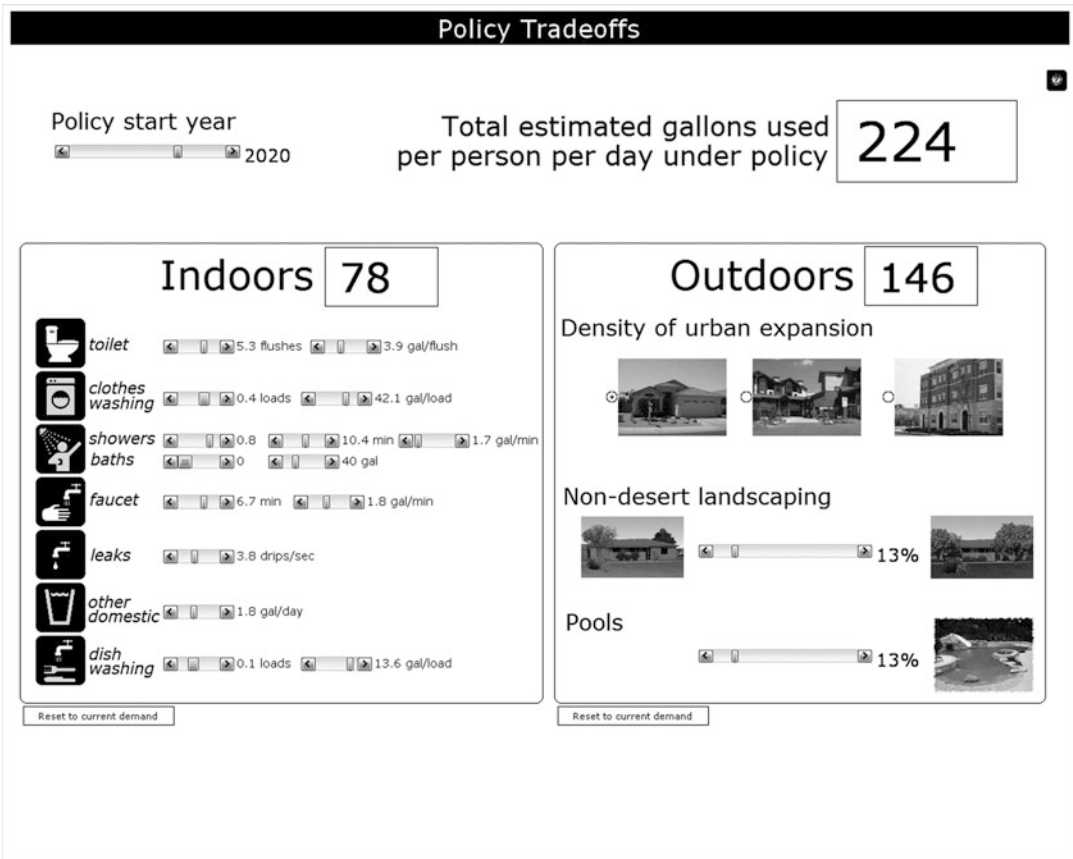 Policy Tradeoffs
Policy start year
2020
Total estimated gallons used
per person per day under policy
224
Indoors 78
toilet 5.3 flushes 3.9 gal/flush
clothes
washing 0.4 loads 42.1 gal/load
showers 0.8 10.4 min 1.7 gal/min
baths 0 40 gal
faucet 6.7 min 1.8 gal/min
leaks 3.8 drips/sec
other
domestic 1.8 gal/day
dish
washing 0.1 loads 13.6 gal/load
Reset to current demand
Outdoors 146
Density of urban expansion
Non-desert landscaping
13%
Pools
13%
Reset to current demand